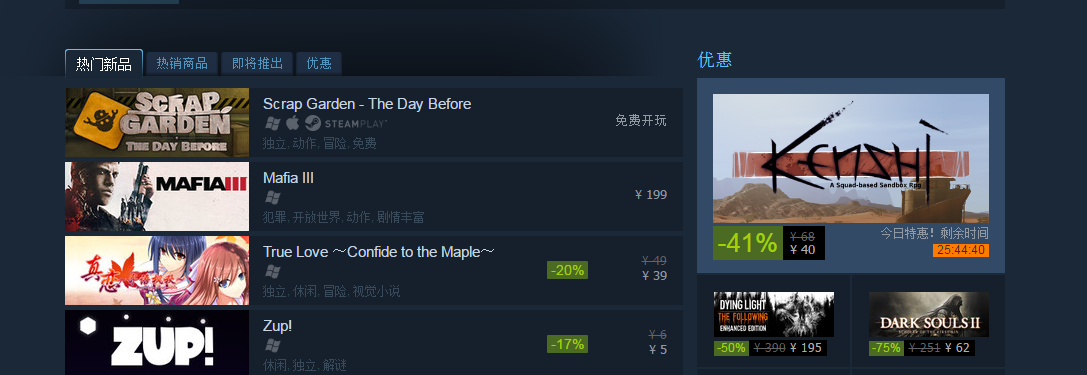 热门新品 热销商品 即将推出 优惠
SCRAP
GARDEN
THE DAY BEFORE
Scrap Garden - The Day Before
STEAMPLAY™
独立, 动作, 冒险, 免费
免费开玩
MAFIA III
Mafia III
犯罪, 开放世界, 动作, 剧情丰富
¥ 199
True Love ～Confide to the Maple～
独立, 休闲, 冒险, 视觉小说
-20%
¥ 49
¥ 39
ZUP!
Zup!
休闲, 独立, 解谜
-17%
¥ 6
¥ 5
优惠
KENSHI
A Squad-based Sandbox Rpg
-41%
¥ 68
¥ 40
今日特惠！剩余时间
25:44:40
DYING LIGHT
THE FOLLOWING
ENHANCED EDITION
-50% ¥ 390 ¥ 195
DARK SOULS II
-75% ¥ 251 ¥ 62